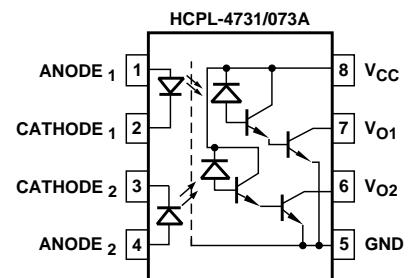 HCPL-4731/073A
ANODE 1 1 8 VCC
CATHODE 1 2 7 VO1
CATHODE 2 3 6 VO2
ANODE 2 4 5 GND